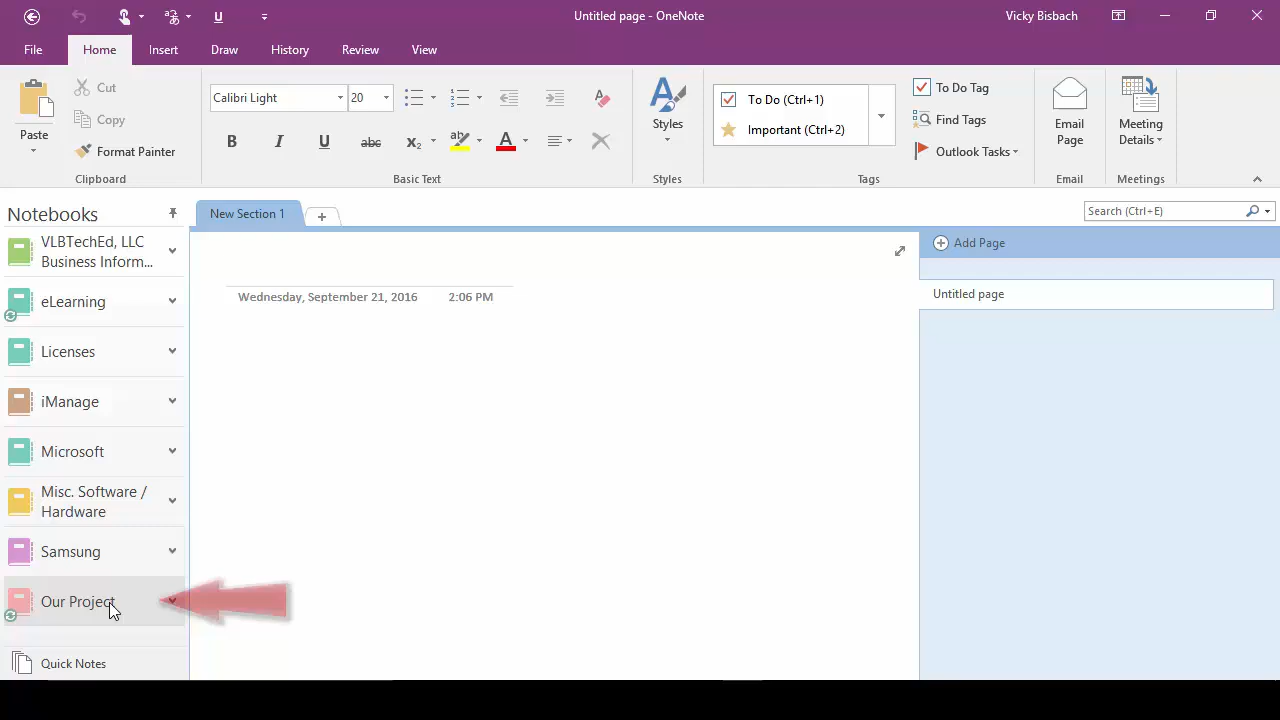 Untitled page - OneNote
Vicky Bisbach
File
Home
Insert
Draw
History
Review
View
Paste
Cut
Copy
Format Painter
Clipboard
Calibri Light
20
B
I
U
abc
X₂
A
Basic Text
Styles
Styles
To Do (Ctrl+1)
Important (Ctrl+2)
To Do Tag
Find Tags
Outlook Tasks
Tags
Email
Page
Email
Meeting
Details
Meetings
Notebooks
New Section 1
Search (Ctrl+E)
VLBTechEd, LLC
Business Inform...
eLearning
Licenses
iManage
Microsoft
Misc. Software /
Hardware
Samsung
Our Project
Quick Notes
Wednesday, September 21, 2016
2:06 PM
Add Page
Untitled page